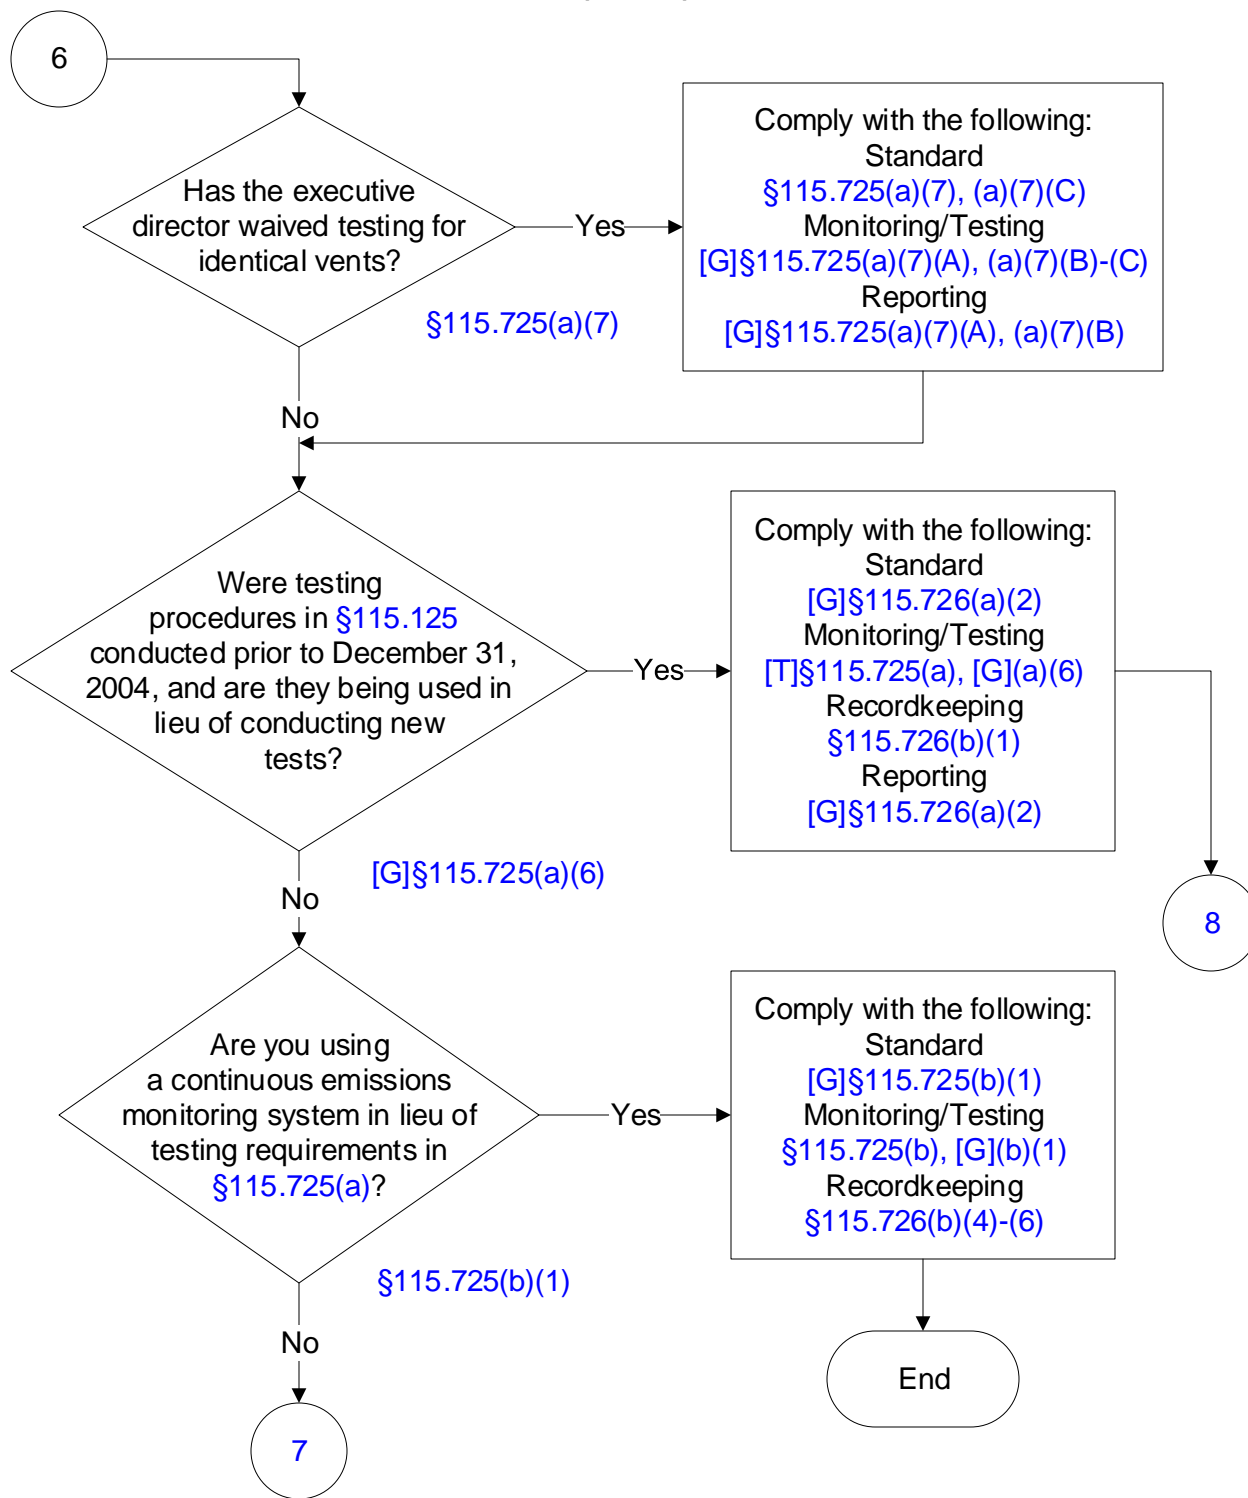 6
Has the executive
director waived testing for
identical vents?
Yes
§115.725(a)(7)
No
Comply with the following:
Standard
§115.725(a)(7), (a)(7)(C)
Monitoring/Testing
[G]§115.725(a)(7)(A), (a)(7)(B)-(C)
Reporting
[G]§115.725(a)(7)(A), (a)(7)(B)
Were testing
procedures in §115.125
conducted prior to December 31,
2004, and are they being used in
lieu of conducting new
tests?
Yes
[G]§115.725(a)(6)
No
Comply with the following:
Standard
[G]§115.726(a)(2)
Monitoring/Testing
[T]§115.725(a), [G](a)(6)
Recordkeeping
§115.726(b)(1)
Reporting
[G]§115.726(a)(2)
8
Are you using
a continuous emissions
monitoring system in lieu of
testing requirements in
§115.725(a)?
Yes
§115.725(b)(1)
No
Comply with the following:
Standard
[G]§115.725(b)(1)
Monitoring/Testing
§115.725(b), [G](b)(1)
Recordkeeping
§115.726(b)(4)-(6)
End
7